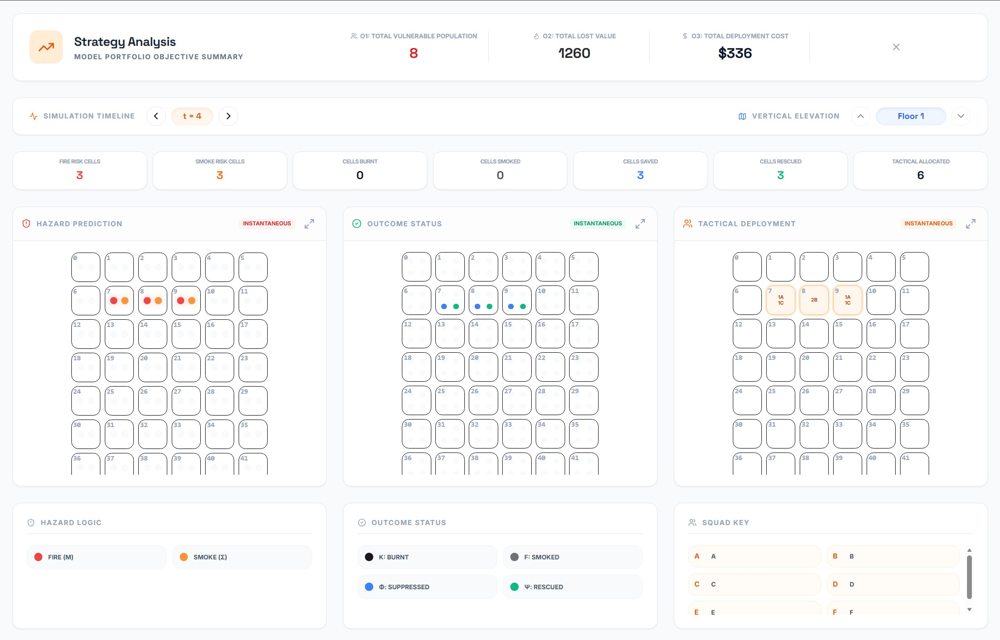 Strategy Analysis
MODEL PORTFOLIO OBJECTIVE SUMMARY
O1: TOTAL VULNERABLE POPULATION
8
O2: TOTAL LOST VALUE
1260
O3: TOTAL DEPLOYMENT COST
$336
SIMULATION TIMELINE
t = 4
VERTICAL ELEVATION
Floor 1
FIRE RISK CELLS
3
SMOKE RISK CELLS
3
CELLS BURNT
0
CELLS SMOKED
0
CELLS SAVED
3
CELLS RESCUED
3
TACTICAL ALLOCATED
6
HAZARD PREDICTION
INSTANTANEOUS
0 1 2 3 4 5
6 7 8 9 10 11
12 13 14 15 16 17
18 19 20 21 22 23
24 25 26 27 28 29
30 31 32 33 34 35
36 37 38 39 40 41
OUTCOME STATUS
INSTANTANEOUS
0 1 2 3 4 5
6 7 8 9 10 11
12 13 14 15 16 17
18 19 20 21 22 23
24 25 26 27 28 29
30 31 32 33 34 35
36 37 38 39 40 41
TACTICAL DEPLOYMENT
INSTANTANEOUS
0 1 2 3 4 5
6 7 8 9 10 11
1A 2B 1A
1C 1C
12 13 14 15 16 17
18 19 20 21 22 23
24 25 26 27 28 29
30 31 32 33 34 35
36 37 38 39 40 41
HAZARD LOGIC
FIRE (M)
SMOKE (Σ)
OUTCOME STATUS
K: BURNT
F: SMOKED
Φ: SUPPRESSED
Ψ: RESCUED
SQUAD KEY
A A
B B
C C
D D
E E
F F